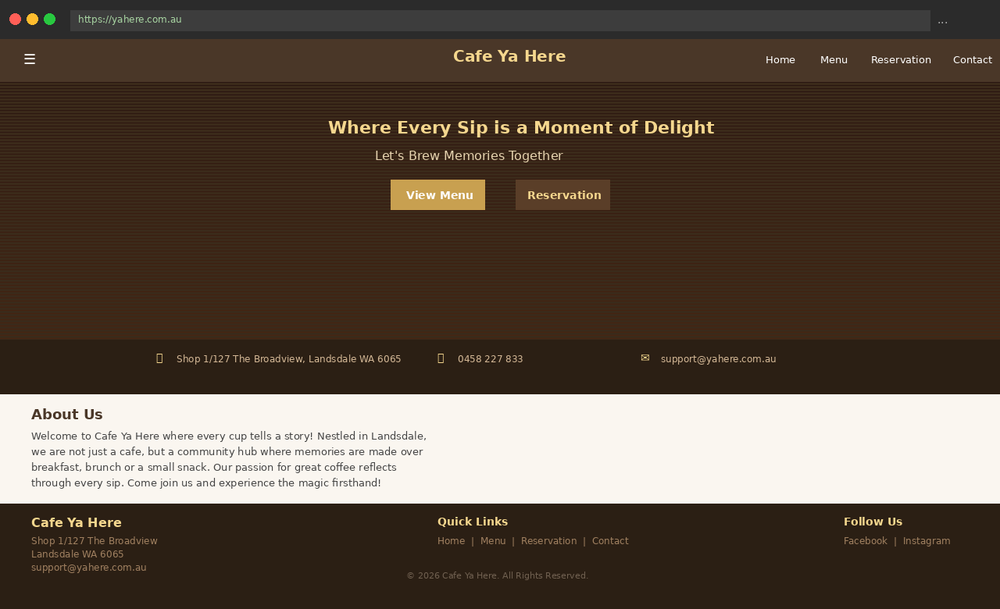 https://yahere.com.au
...
☰ Cafe Ya Here Home Menu Reservation Contact
Where Every Sip is a Moment of Delight
Let's Brew Memories Together
View Menu Reservation
Shop 1/127 The Broadview, Landsdale WA 6065 0458 227 833 ✉ support@yahere.com.au
About Us
Welcome to Cafe Ya Here where every cup tells a story! Nestled in Landsdale,
we are not just a cafe, but a community hub where memories are made over
breakfast, brunch or a small snack. Our passion for great coffee reflects
through every sip. Come join us and experience the magic firsthand!
Cafe Ya Here
Shop 1/127 The Broadview
Landsdale WA 6065
support@yahere.com.au
Quick Links
Home | Menu | Reservation | Contact
Follow Us
Facebook | Instagram
© 2026 Cafe Ya Here. All Rights Reserved.